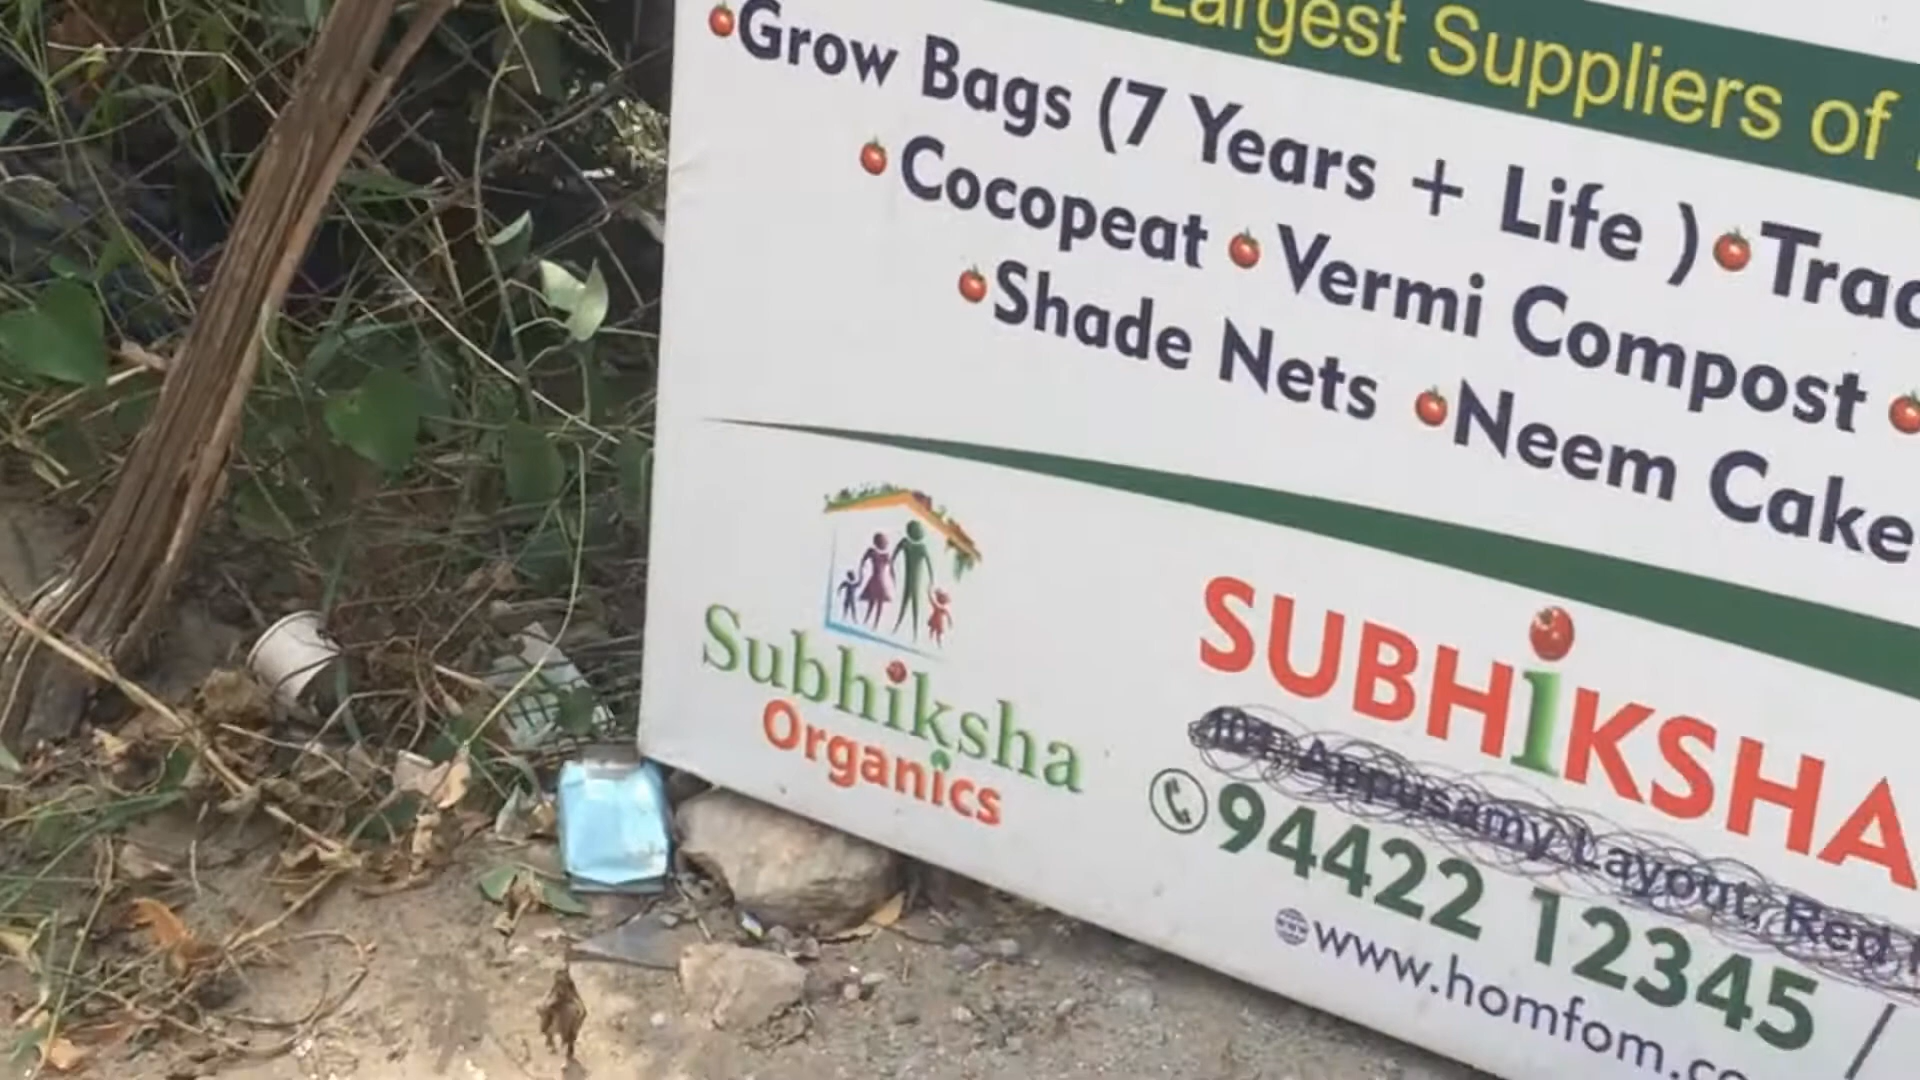 Largest Suppliers of
Grow Bags (7 Years + Life )
Cocopeat Vermi Compost
Shade Nets Neem Cake
Subhiksha
Organics
SUBHiKSHA
Appusamy Layout, Red
94422 12345 /
www.homfom.co